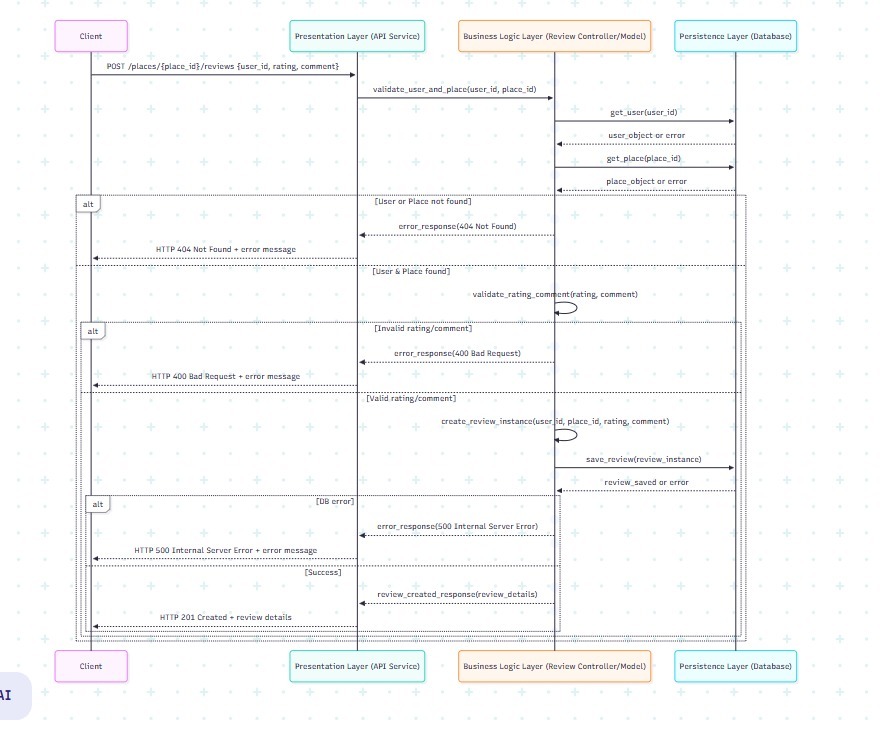 Client
Presentation Layer (API Service)
Business Logic Layer (Review Controller/Model)
Persistence Layer (Database)
POST /places/{place_id}/reviews {user_id, rating, comment}
validate_user_and_place(user_id, place_id)
get_user(user_id)
user_object or error
get_place(place_id)
place_object or error
alt
[User or Place not found]
error_response(404 Not Found)
HTTP 404 Not Found + error message
[User & Place found]
validate_rating_comment(rating, comment)
alt
[Invalid rating/comment]
error_response(400 Bad Request)
HTTP 400 Bad Request + error message
[Valid rating/comment]
create_review_instance(user_id, place_id, rating, comment)
save_review(review_instance)
review_saved or error
alt
[DB error]
error_response(500 Internal Server Error)
HTTP 500 Internal Server Error + error message
[Success]
review_created_response(review_details)
HTTP 201 Created + review details
Client
Presentation Layer (API Service)
Business Logic Layer (Review Controller/Model)
Persistence Layer (Database)
AI